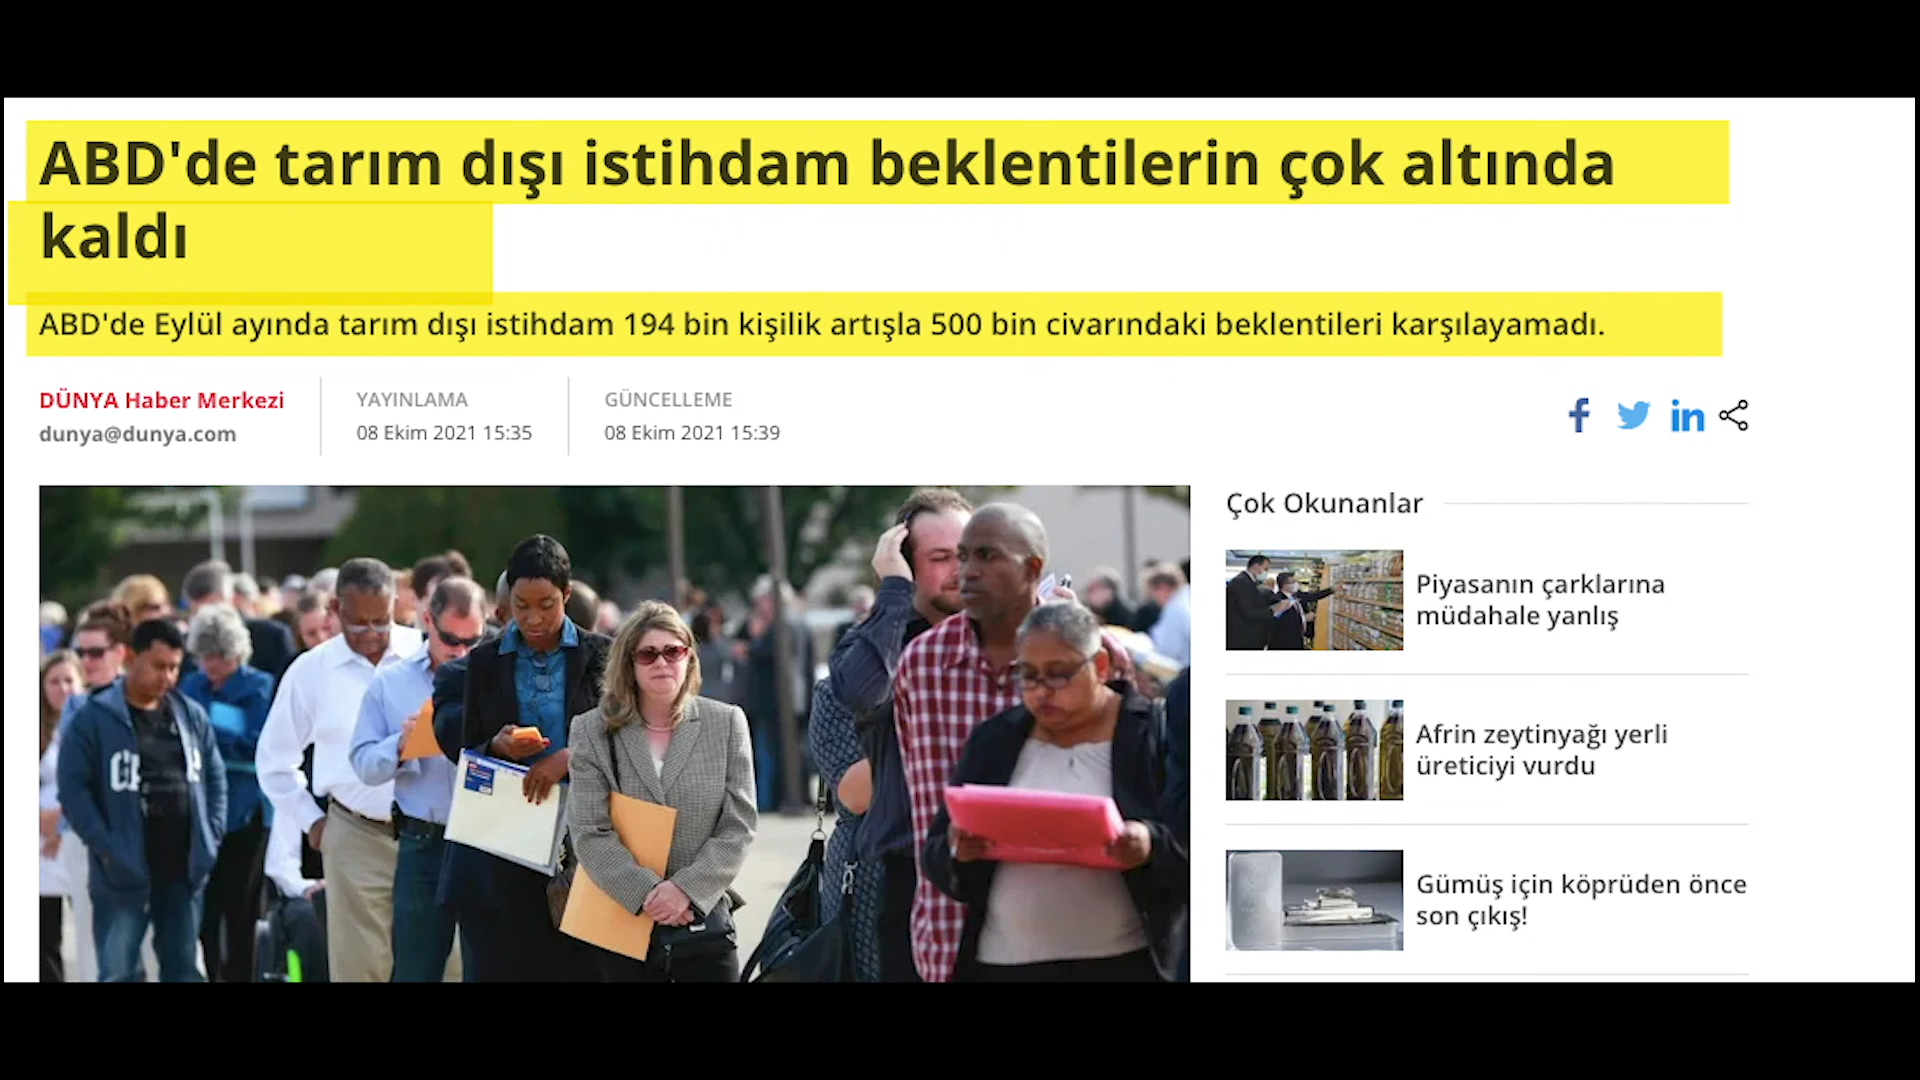 ABD'de tarım dışı istihdam beklentilerin çok altında
kaldı
ABD'de Eylül ayında tarım dışı istihdam 194 bin kişilik artışla 500 bin civarındaki beklentileri karşılayamadı.
DÜNYA Haber Merkezi
dunya@dunya.com
YAYINLAMA
08 Ekim 2021 15:35
GÜNCELLEME
08 Ekim 2021 15:39
Çok Okunanlar
Piyasanın çarklarına
müdahale yanlış
Afrin zeytinyağı yerli
üreticiyi vurdu
Gümüş için köprüden önce
son çıkış!